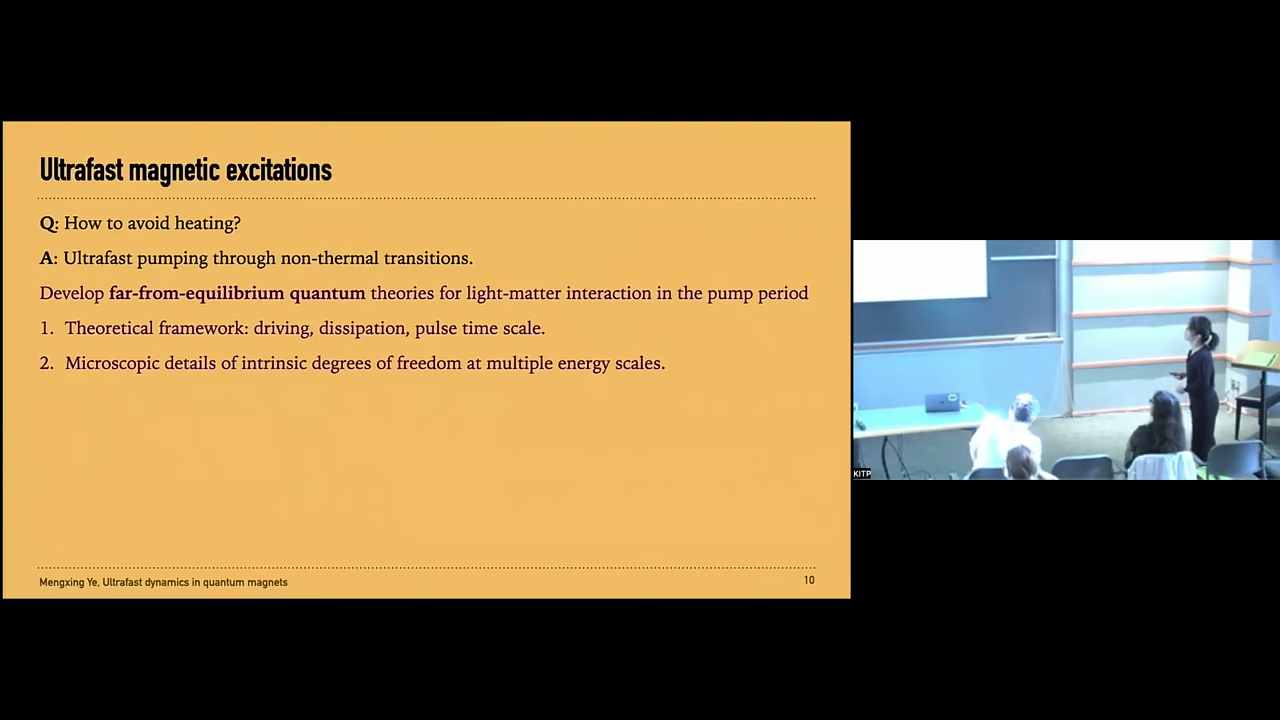 Ultrafast magnetic excitations
Q: How to avoid heating?
A: Ultrafast pumping through non-thermal transitions.
Develop far-from-equilibrium quantum theories for light-matter interaction in the pump period
1. Theoretical framework: driving, dissipation, pulse time scale.
2. Microscopic details of intrinsic degrees of freedom at multiple energy scales.
Mengxing Ye, Ultrafast dynamics in quantum magnets
10
KITP